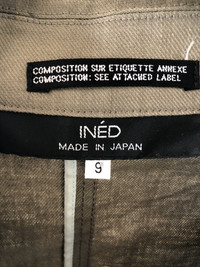 COMPOSITION SUR ETIQUETTE ANNEXE
COMPOSITION: SEE ATTACHED LABEL
INÉD
MADE IN JAPAN
9